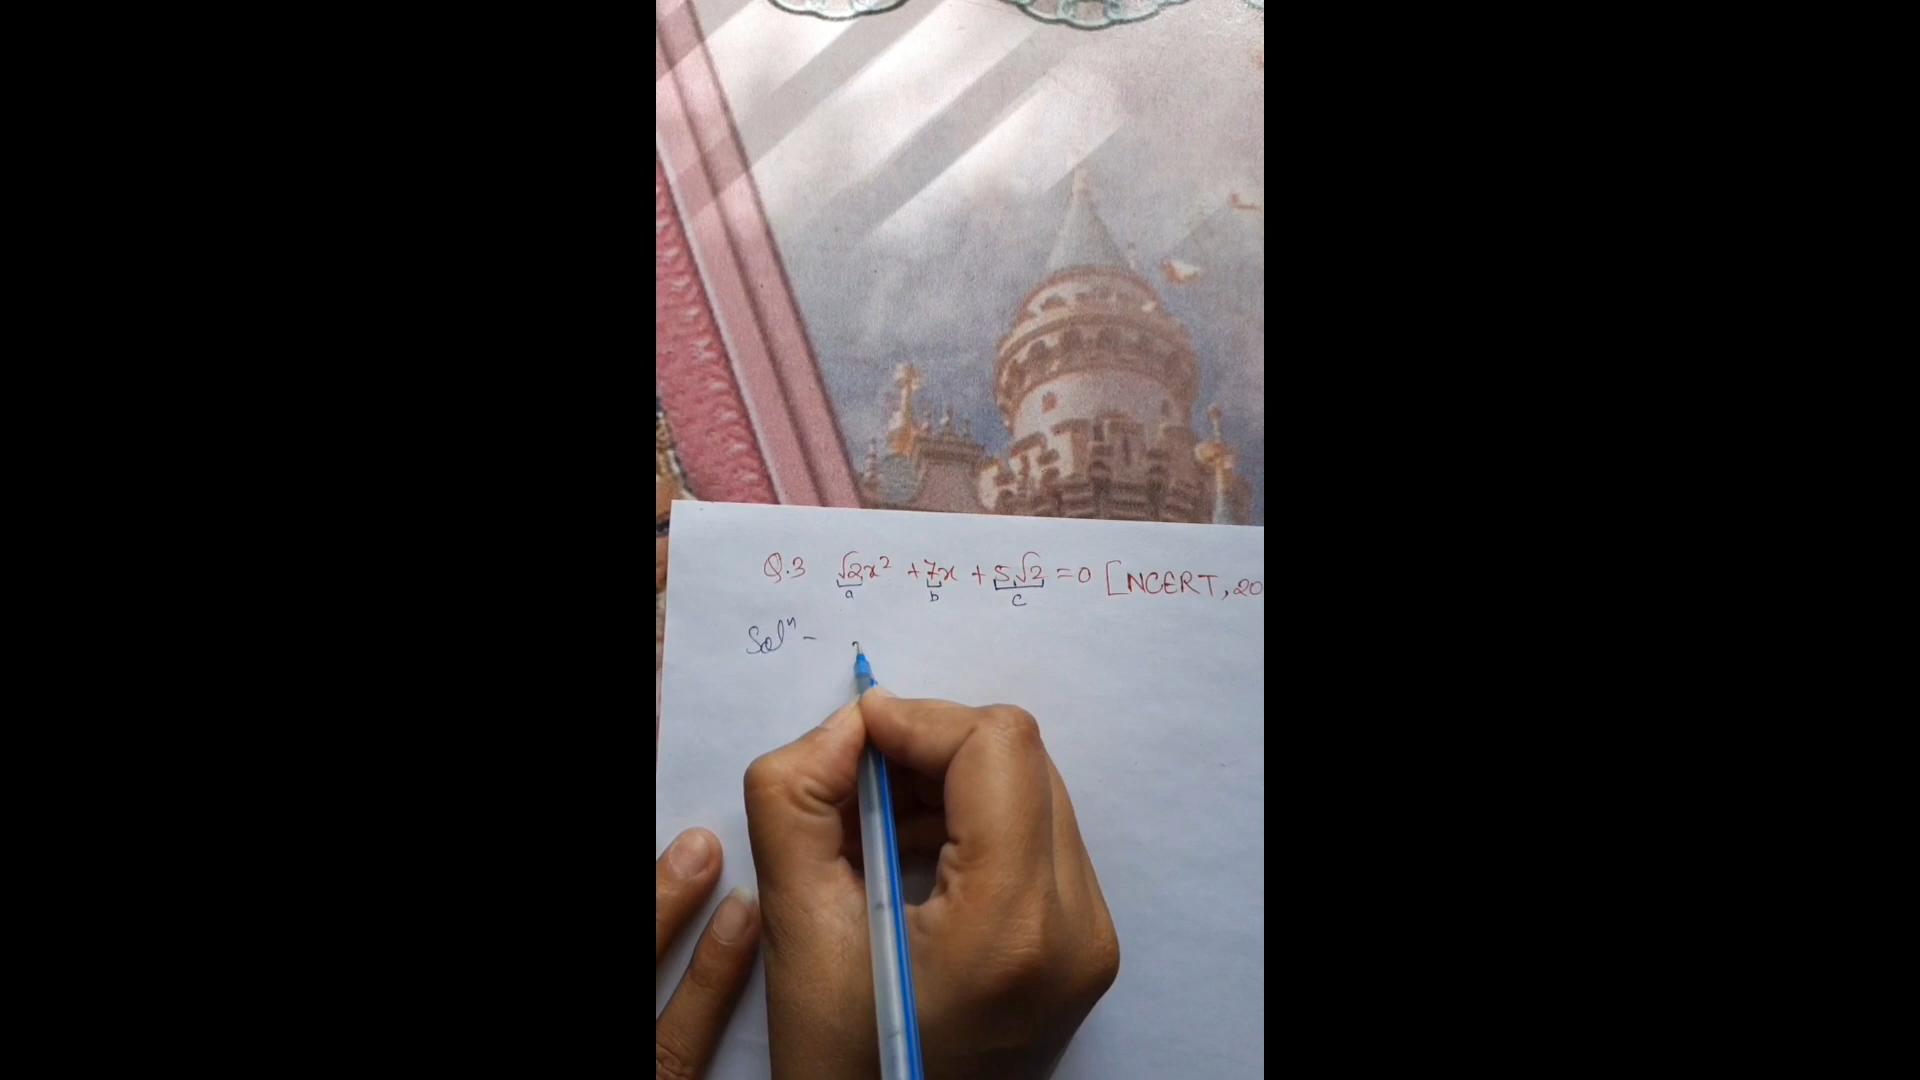 Q.3 √2x² + 7x + 5√2 = 0 [NCERT, 20
a b c
Solⁿ -